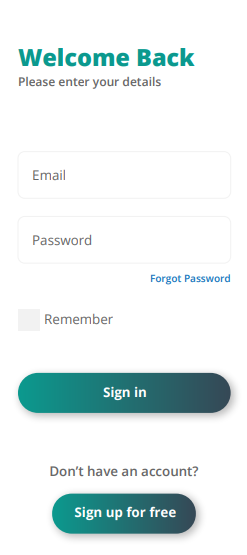 Welcome Back
Please enter your details
Email
Password
Forgot Password
Remember
Sign in
Don’t have an account?
Sign up for free